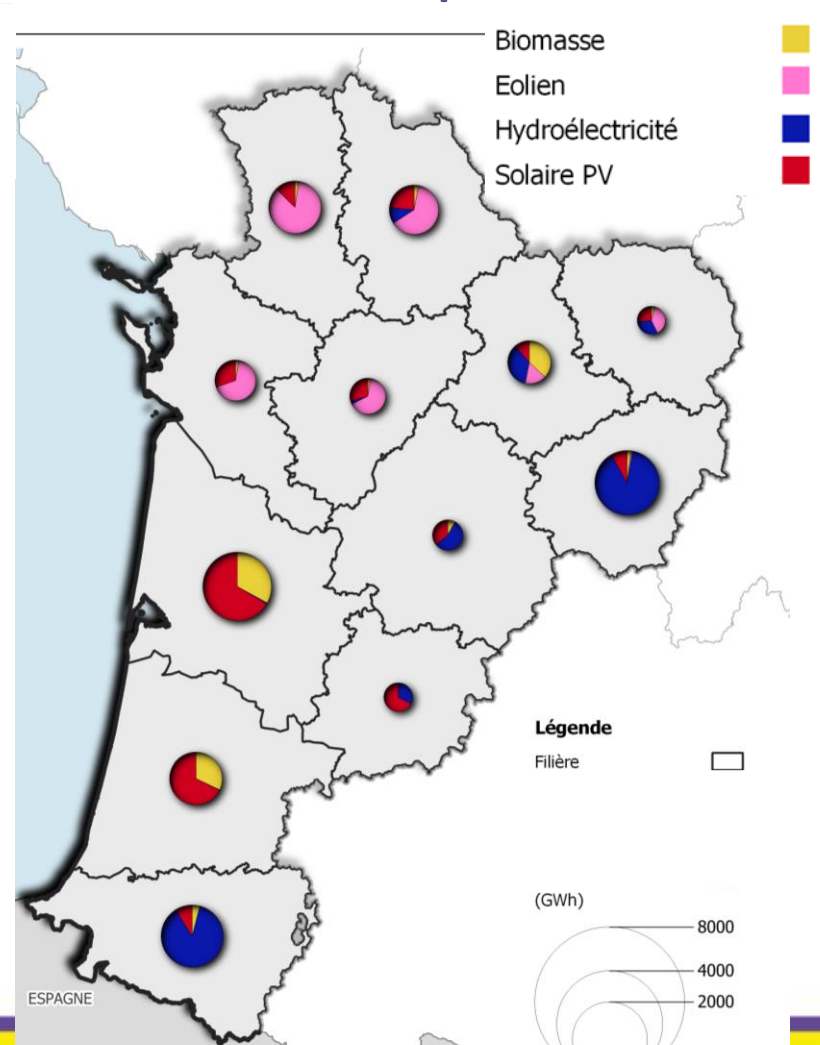 Biomasse
Eolien
Hydroélectricité
Solaire PV
Légende
Filière
(GWh)
8000
4000
2000
ESPAGNE